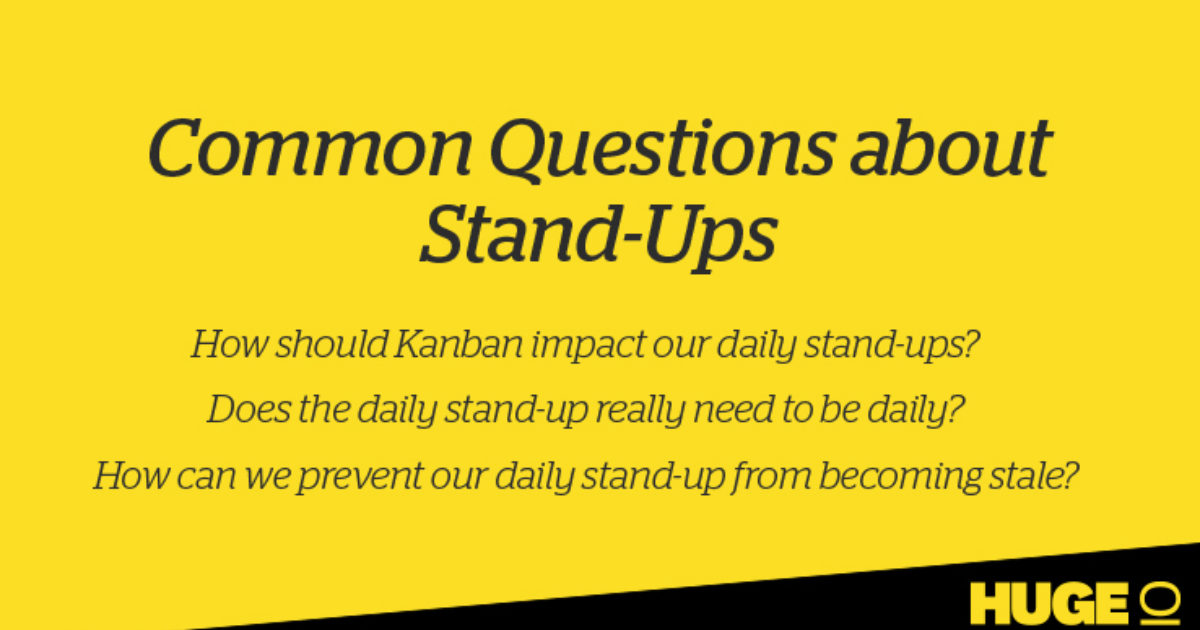 Common Questions about
Stand-Ups
How should Kanban impact our daily stand-ups?
Does the daily stand-up really need to be daily?
How can we prevent our daily stand-up from becoming stale?
HUGE IO